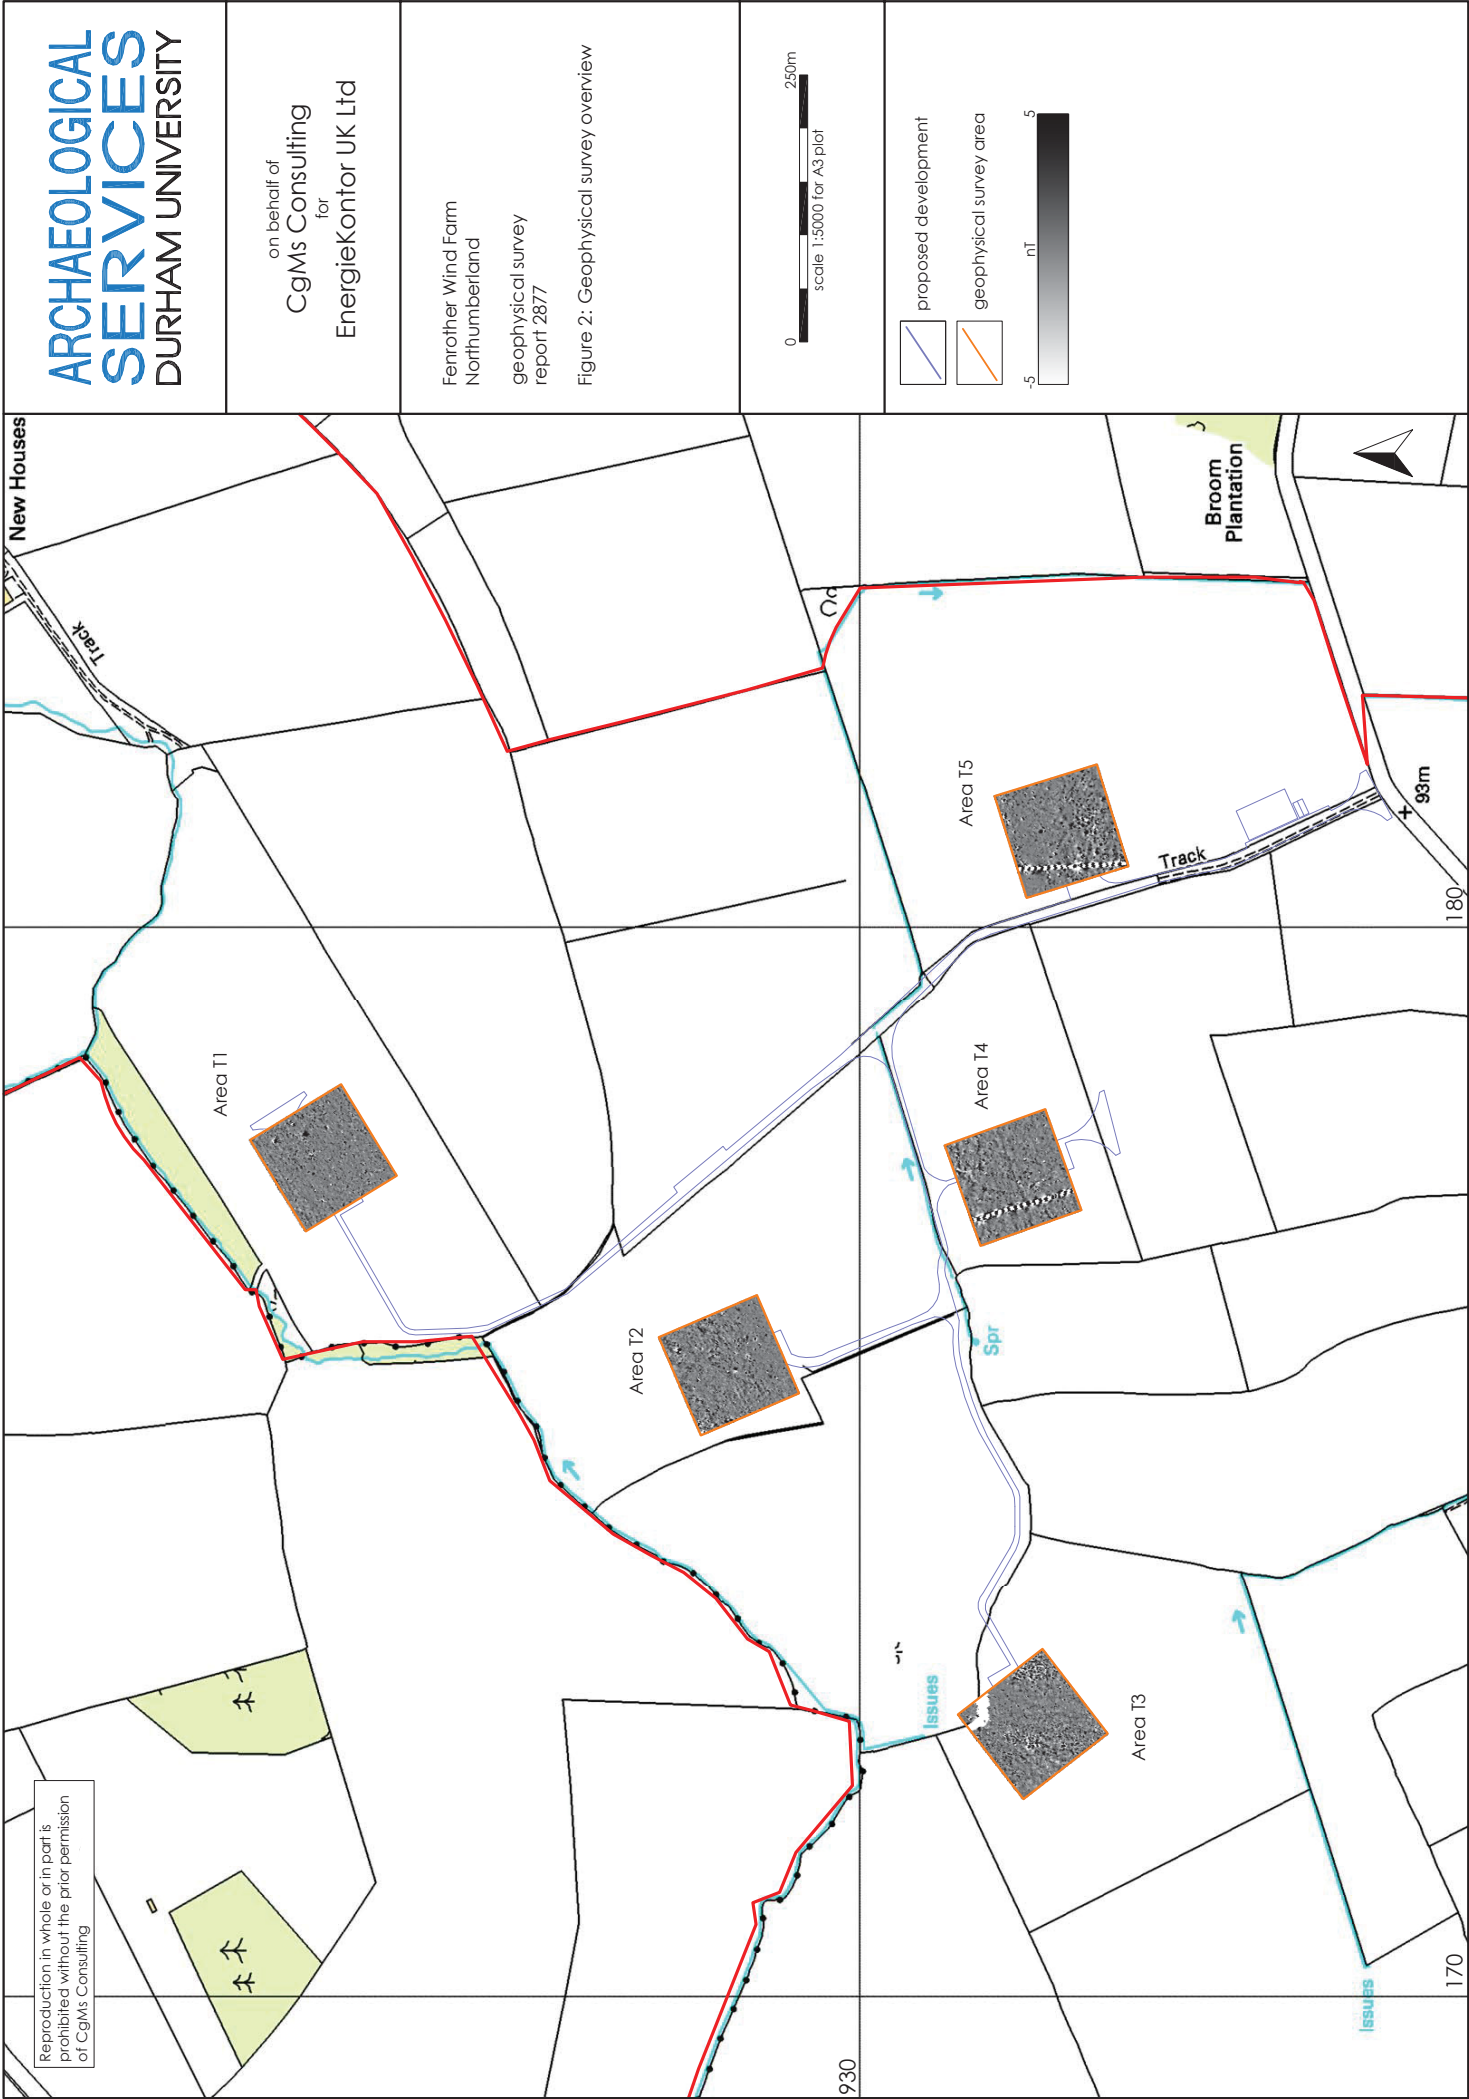 ARCHAEOLOGICAL
SERVICES
DURHAM UNIVERSITY
on behalf of
CgMs Consulting
for
EnergieKontor UK Ltd
Fenrother Wind Farm
Northumberland
geophysical survey
report 2877
Figure 2: Geophysical survey overview
0
250m
scale 1:5000 for A3 plot
proposed development
geophysical survey area
-5
nT
5
Reproduction in whole or in part is
prohibited without the prior permission
of CgMs Consulting
New Houses
Track
Area T1
Area T2
Area T5
Area T4
Area T3
Track
Broom
Plantation
93m
Spr
Issues
Issues
930
170
180